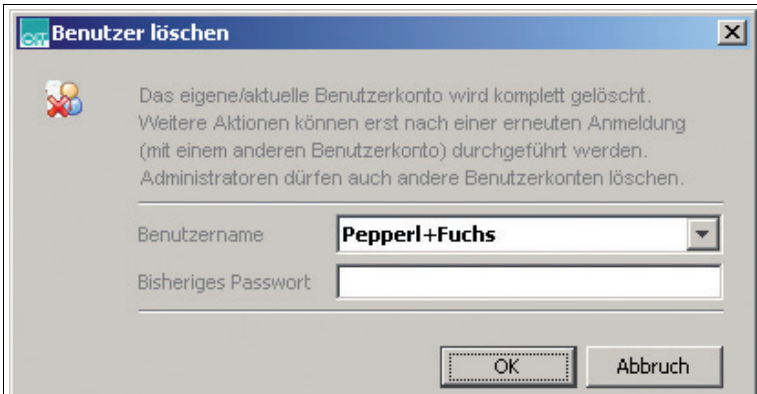 OIT Benutzer löschen
Das eigene/aktuelle Benutzerkonto wird komplett gelöscht.
Weitere Aktionen können erst nach einer erneuten Anmeldung
(mit einem anderen Benutzerkonto) durchgeführt werden.
Administratoren dürfen auch andere Benutzerkonten löschen.
Benutzername Pepperl+Fuchs
Bisheriges Passwort
OK Abbruch